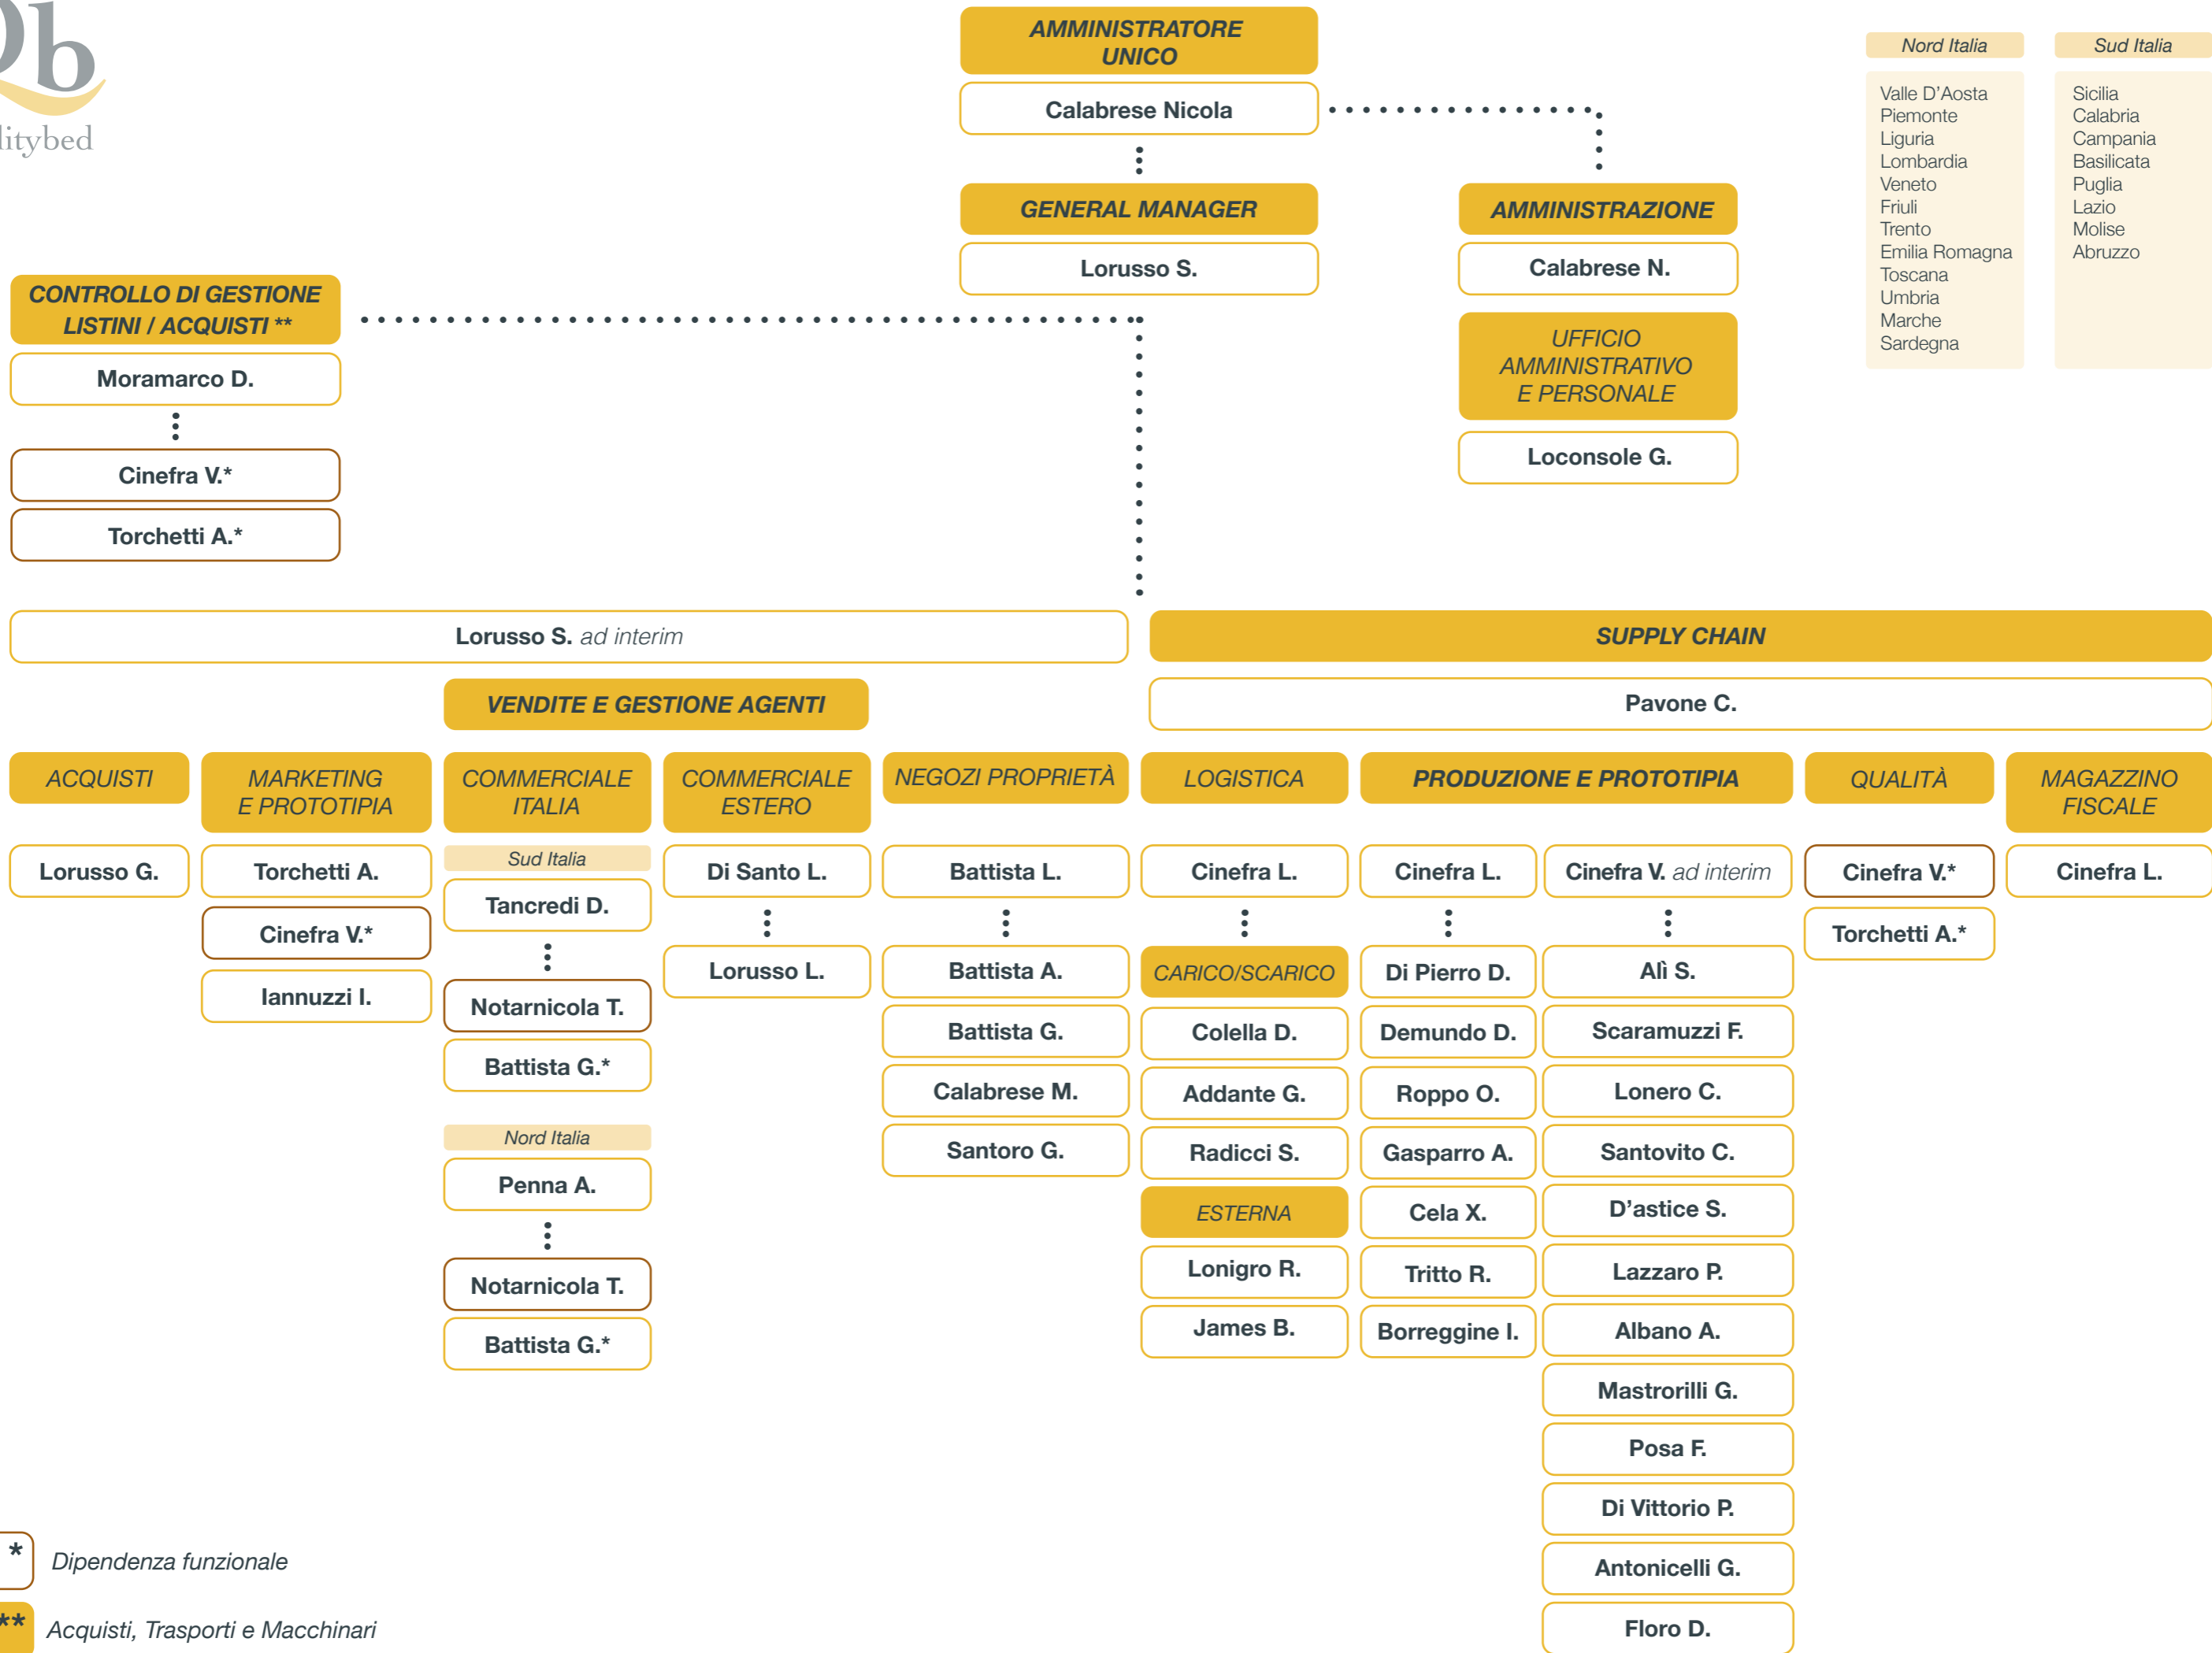 Qb
litybed
AMMINISTRATORE
UNICO
Calabrese Nicola
GENERAL MANAGER
Lorusso S.
AMMINISTRAZIONE
Calabrese N.
UFFICIO
AMMINISTRATIVO
E PERSONALE
Loconsole G.
Nord Italia
Valle D'Aosta
Piemonte
Liguria
Lombardia
Veneto
Friuli
Trento
Emilia Romagna
Toscana
Umbria
Marche
Sardegna
Sud Italia
Sicilia
Calabria
Campania
Basilicata
Puglia
Lazio
Molise
Abruzzo
CONTROLLO DI GESTIONE
LISTINI / ACQUISTI **
Moramarco D.
Cinefra V.*
Torchetti A.*
Lorusso S. ad interim
SUPPLY CHAIN
VENDITE E GESTIONE AGENTI
Pavone C.
ACQUISTI
Lorusso G.
MARKETING
E PROTOTIPIA
Torchetti A.
Cinefra V.*
Iannuzzi I.
COMMERCIALE
ITALIA
Sud Italia
Tancredi D.
Notarnicola T.
Battista G.*
Nord Italia
Penna A.
Notarnicola T.
Battista G.*
COMMERCIALE
ESTERO
Di Santo L.
Lorusso L.
NEGOZI PROPRIETÀ
Battista L.
Battista A.
Battista G.
Calabrese M.
Santoro G.
LOGISTICA
Cinefra L.
CARICO/SCARICO
Colella D.
Addante G.
Radicci S.
ESTERNA
Lonigro R.
James B.
PRODUZIONE E PROTOTIPIA
Cinefra L.
Di Pierro D.
Demundo D.
Roppo O.
Gasparro A.
Cela X.
Tritto R.
Borreggine I.
Cinefra V. ad interim
Alì S.
Scaramuzzi F.
Lonero C.
Santovito C.
D'astice S.
Lazzaro P.
Albano A.
Mastrorilli G.
Posa F.
Di Vittorio P.
Antonicelli G.
Floro D.
QUALITÀ
Cinefra V.*
Torchetti A.*
MAGAZZINO
FISCALE
Cinefra L.
* Dipendenza funzionale
** Acquisti, Trasporti e Macchinari